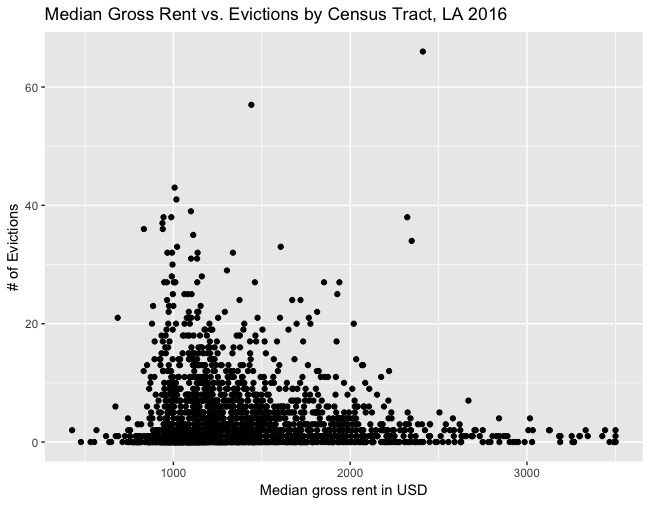 Median Gross Rent vs. Evictions by Census Tract, LA 2016
# of Evictions
60
40
20
0
1000 2000 3000
Median gross rent in USD